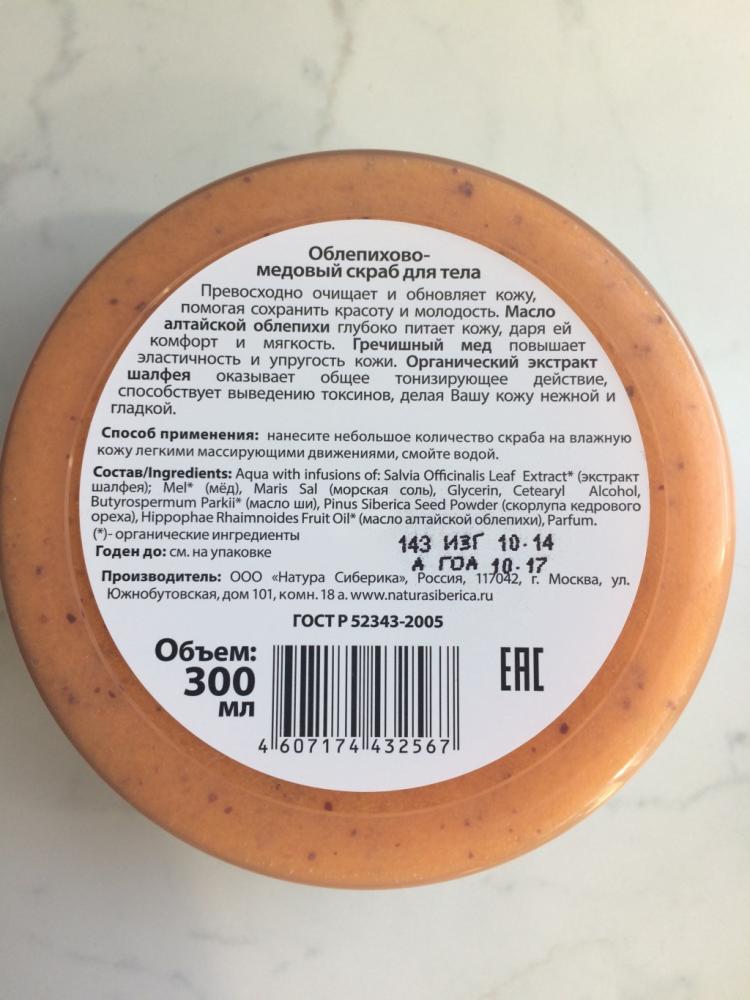 Облепихово-
медовый скраб для тела
Превосходно очищает и обновляет кожу,
помогая сохранить красоту и молодость. Масло
алтайской облепихи глубоко питает кожу, даря ей
комфорт и мягкость. Гречишный мед повышает
эластичность и упругость кожи. Органический экстракт
шалфея оказывает общее тонизирующее действие,
способствует выведению токсинов, делая Вашу кожу нежной и
гладкой.
Способ применения: нанесите небольшое количество скраба на влажную
кожу легкими массирующими движениями, смойте водой.
Состав/Ingredients: Aqua with infusions of: Salvia Officinalis Leaf Extract* (экстракт
шалфея); Mel* (мёд), Maris Sal (морская соль), Glycerin, Cetearyl Alcohol,
Butyrospermum Parkii* (масло ши), Pinus Siberica Seed Powder (скорлупа кедрового
ореха), Hippophae Rhaimnoides Fruit Oil* (масло алтайской облепихи), Parfum.
(*)- органические ингредиенты
Годен до: см. на упаковке
143 ИЗГ 10.14
А ГОД 10.17
Производитель: ООО «Натура Сиберика», Россия, 117042, г. Москва, ул.
Южнобутовская, дом 101, комн. 18 а. www.naturasiberica.ru
ГОСТ Р 52343-2005
Объем:
300
мл
EAC
4 607174 432567